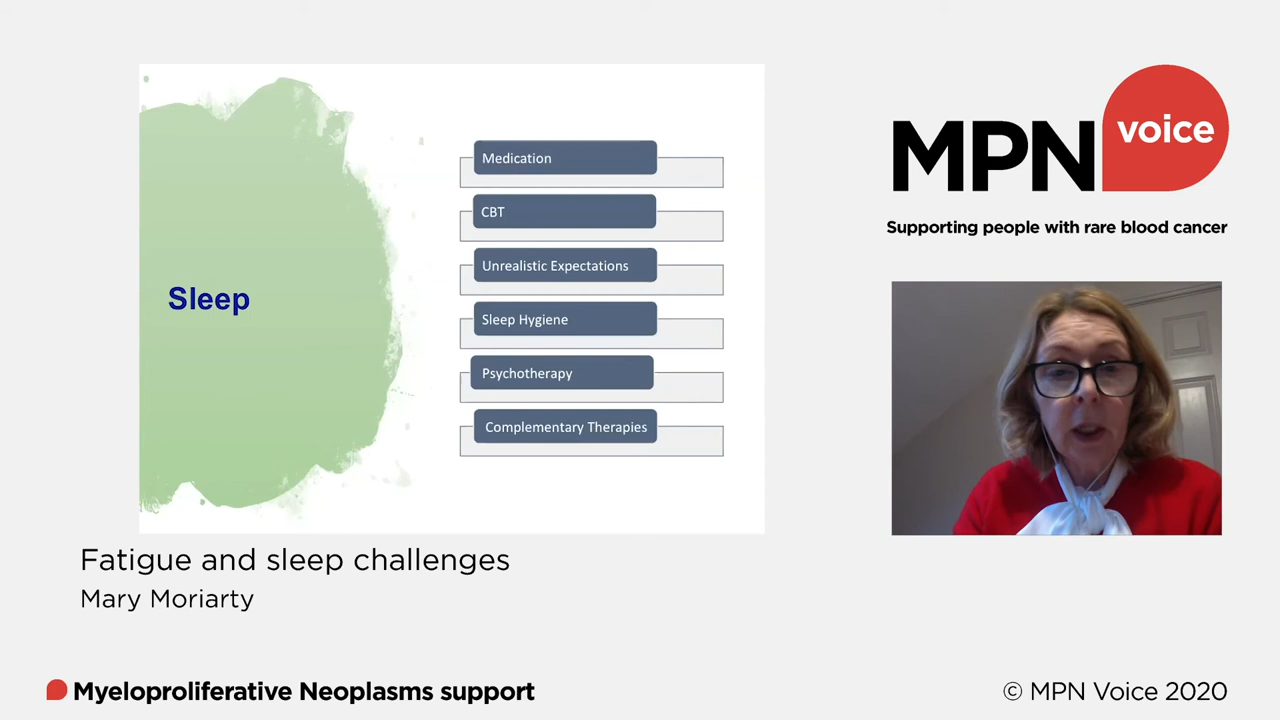 Sleep
Medication
CBT
Unrealistic Expectations
Sleep Hygiene
Psychotherapy
Complementary Therapies
MPN voice
Supporting people with rare blood cancer
Fatigue and sleep challenges
Mary Moriarty
Myeloproliferative Neoplasms support
© MPN Voice 2020